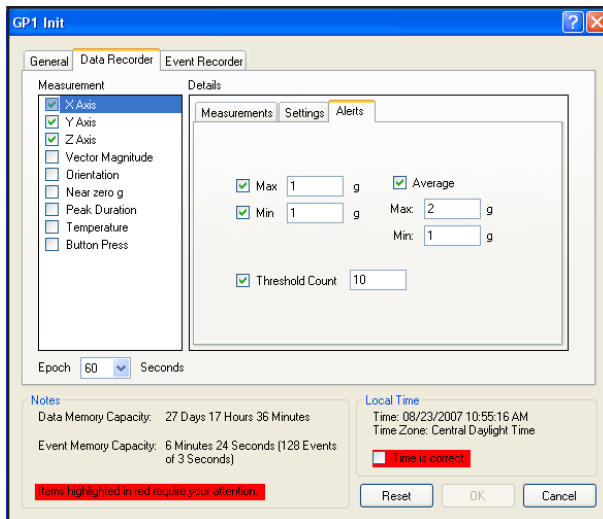 GP1 Init
General Data Recorder Event Recorder
Measurement
X Axis
Y Axis
Z Axis
Vector Magnitude
Orientation
Near zero g
Peak Duration
Temperature
Button Press
Details
Measurements Settings Alerts
Max 1 g
Min 1 g
Average
Max: 2 g
Min: 1 g
Threshold Count 10
Epoch 60 Seconds
Notes
Data Memory Capacity: 27 Days 17 Hours 36 Minutes
Event Memory Capacity: 6 Minutes 24 Seconds (128 Events
of 3 Seconds)
Items highlighted in red require your attention.
Local Time
Time: 08/23/2007 10:55:16 AM
Time Zone: Central Daylight Time
Time is correct
Reset OK Cancel